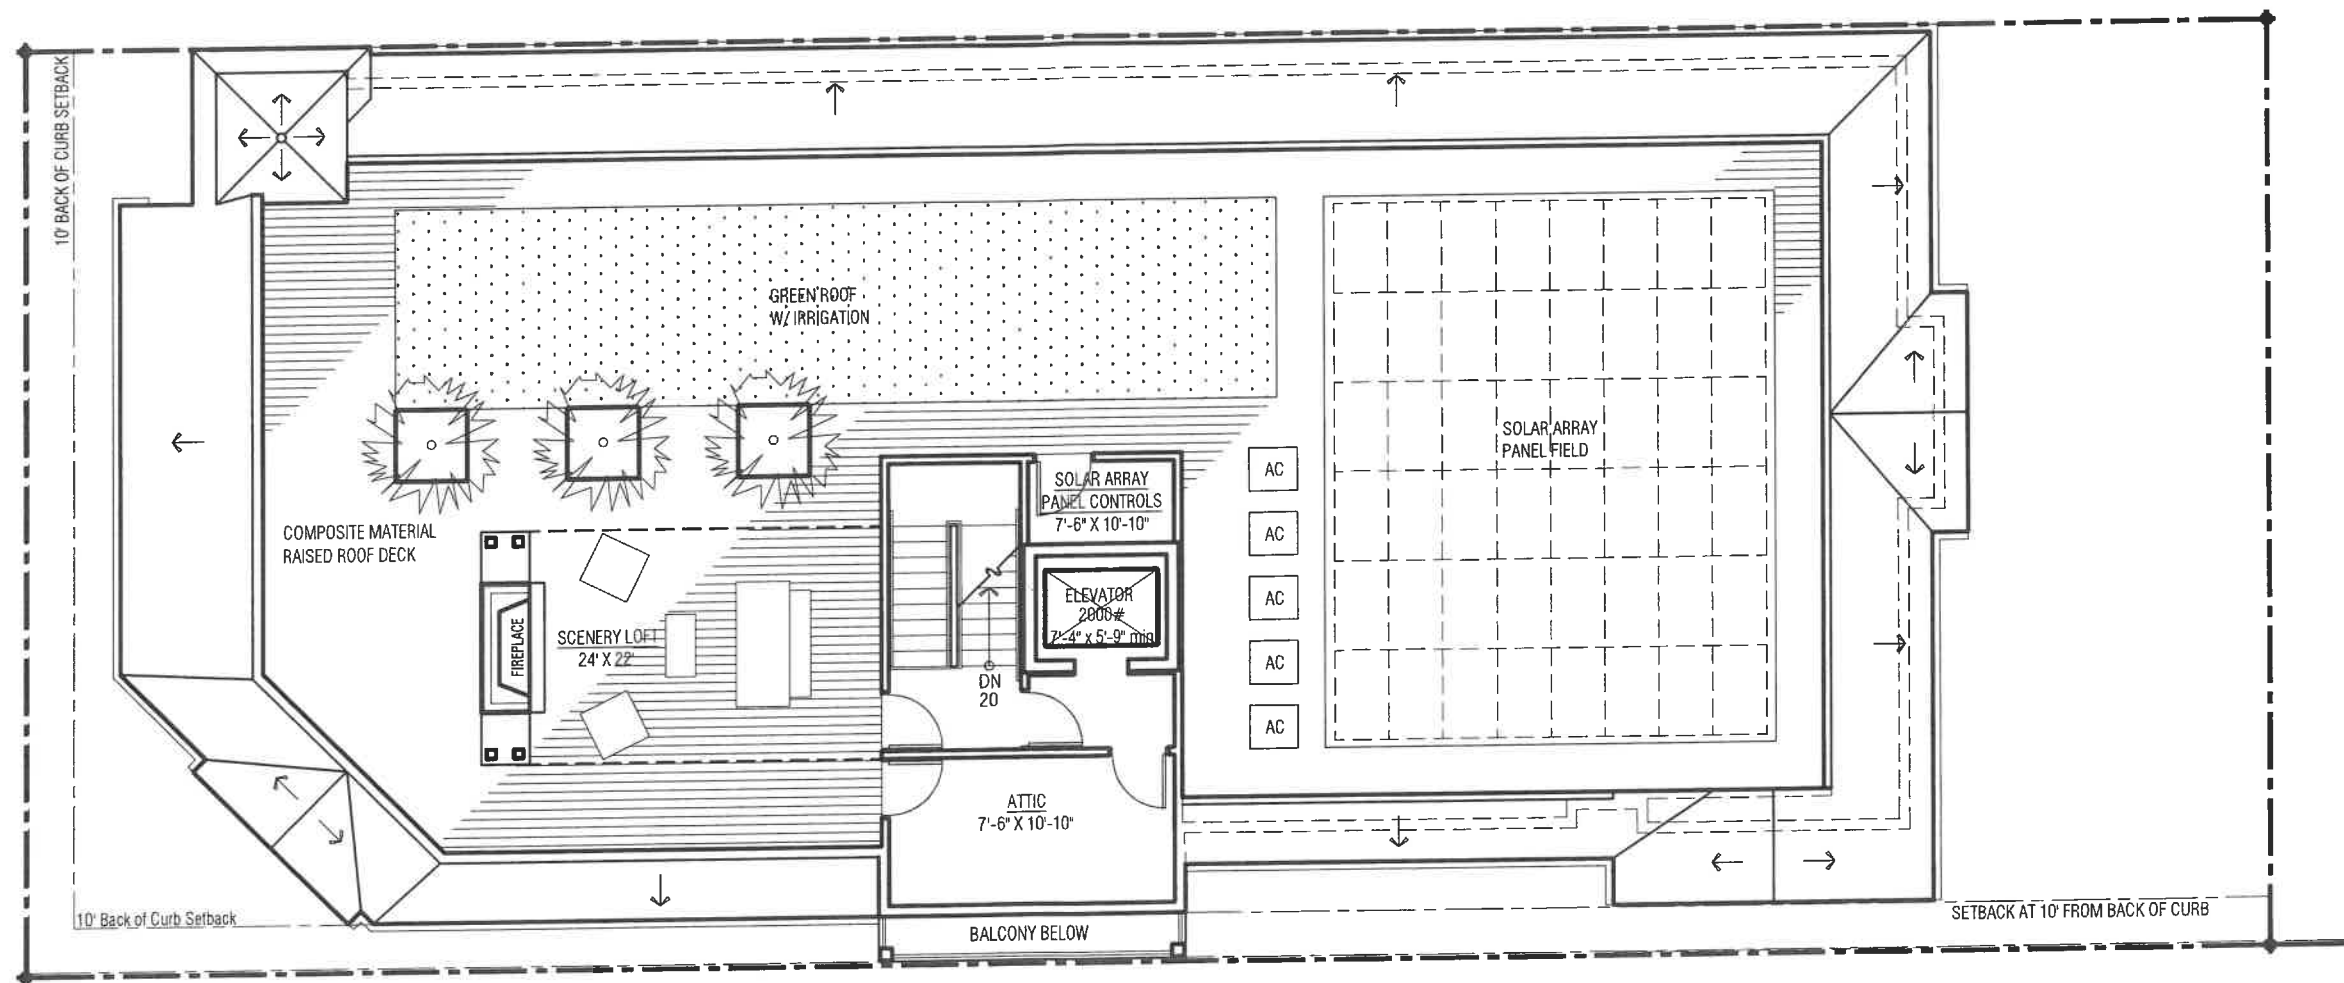 10' BACK OF CURB SETBACK
GREEN ROOF
W/ IRRIGATION
SOLAR ARRAY
PANEL FIELD
SOLAR ARRAY
PANEL CONTROLS
7'-6" X 10'-10"
AC
AC
AC
AC
AC
COMPOSITE MATERIAL
RAISED ROOF DECK
ELEVATOR
2000#
7'-4" x 5'-9" min
FIREPLACE
SCENERY LOFT
24' X 22'
DN
20
ATTIC
7'-6" X 10'-10"
10' Back of Curb Setback
BALCONY BELOW
SETBACK AT 10' FROM BACK OF CURB